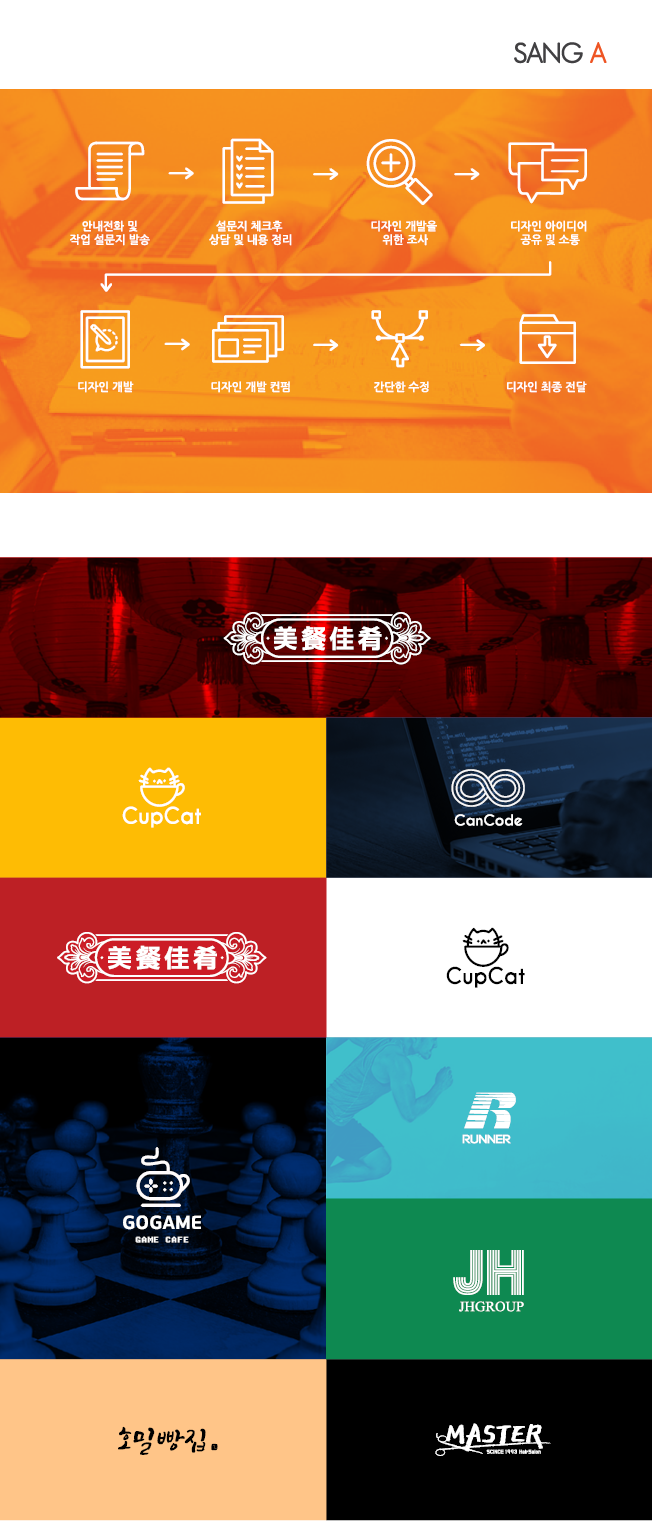 SANG A
안내전화 및
작업 설문지 발송
설문지 체크후
상담 및 내용 정리
디자인 개발을
위한 조사
디자인 아이디어
공유 및 소통
디자인 개발
디자인 개발 컨펌
간단한 수정
디자인 최종 전달
美餐佳肴
CupCat
CanCode
美餐佳肴
CupCat
RUNNER
GOGAME
GAME CAFE
JH
JHGROUP
호밀빵집
MASTER
SCINCE 1993 HairSalon